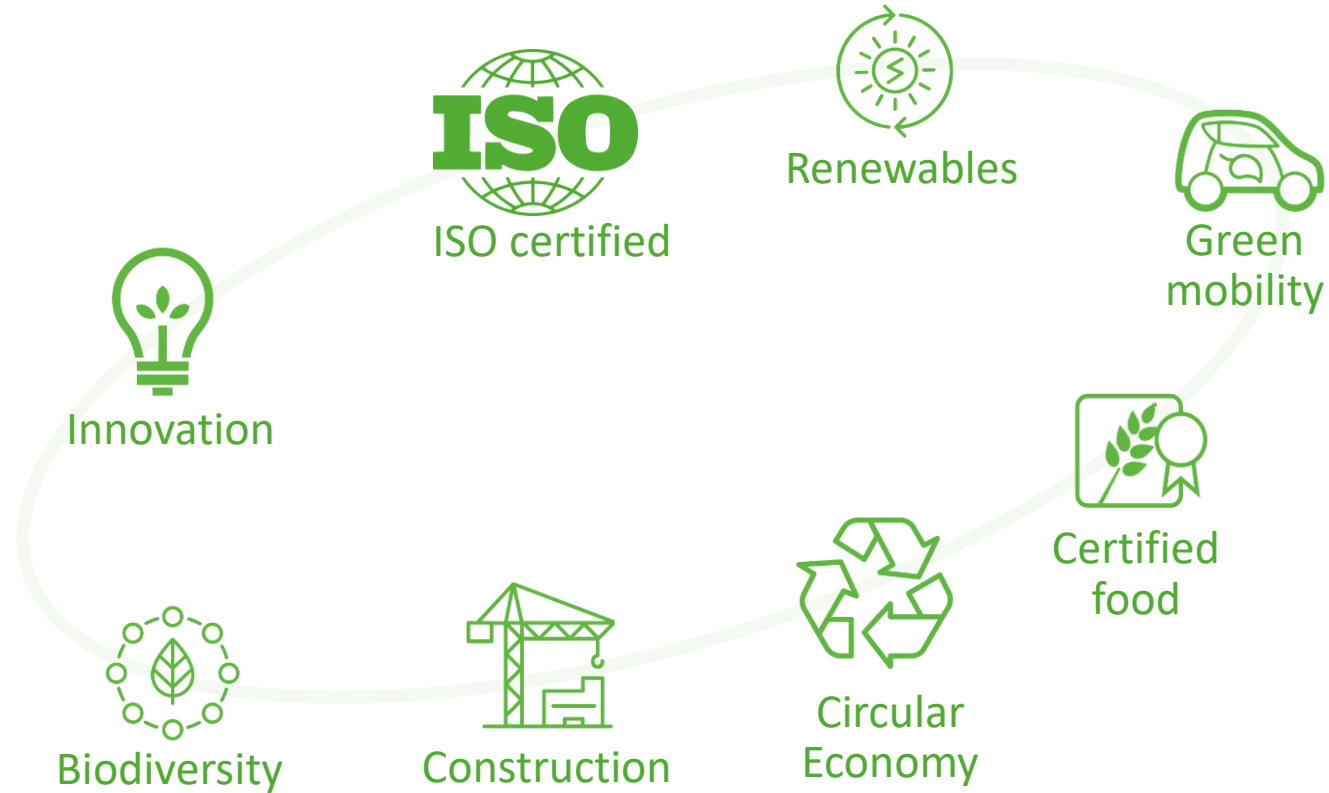 ISO
ISO certified
Renewables
Green
mobility
Innovation
Certified
food
Circular
Economy
Construction
Biodiversity